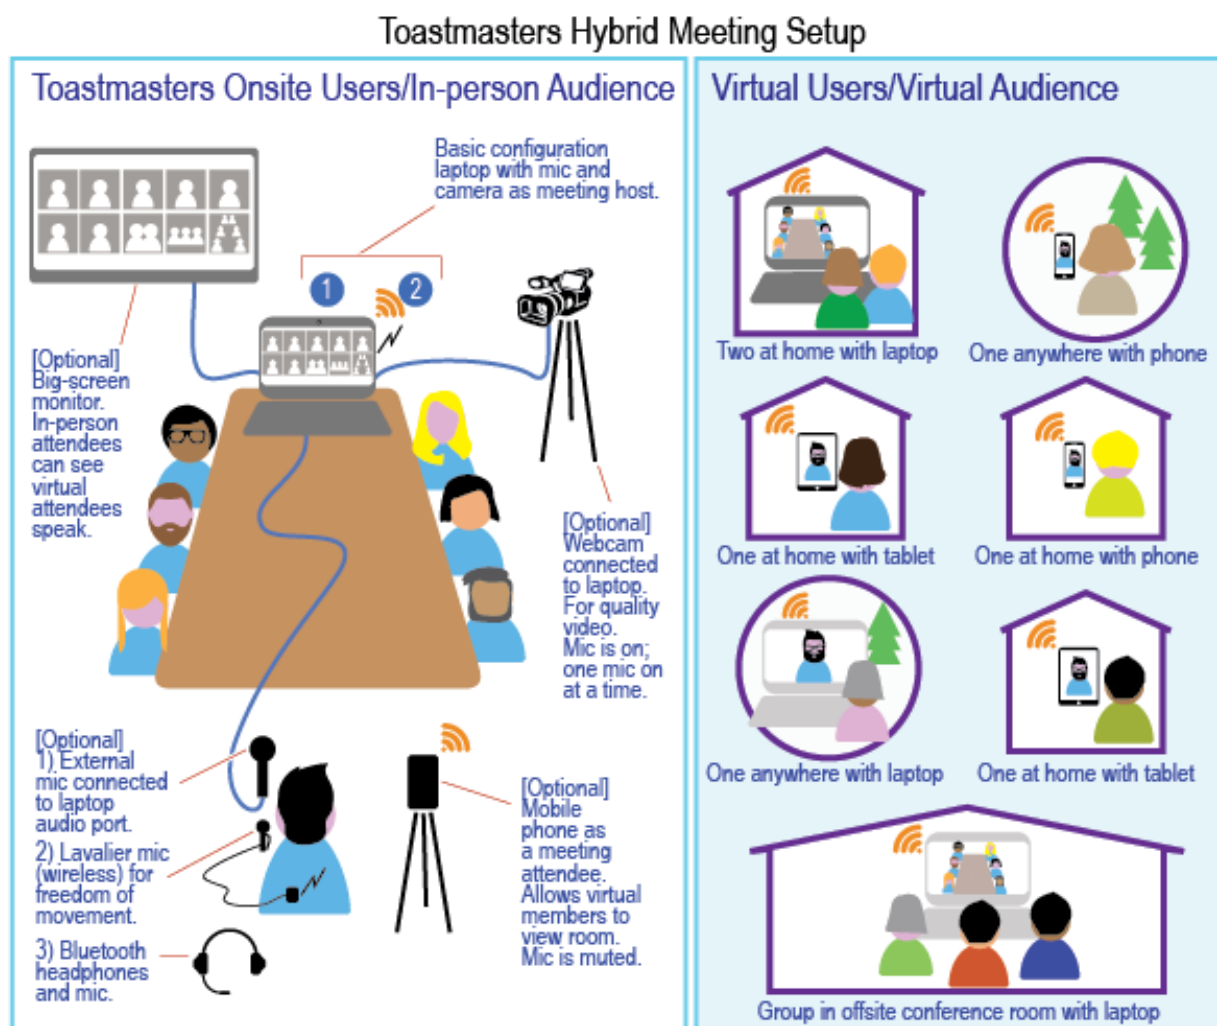 Toastmasters Hybrid Meeting Setup
Toastmasters Onsite Users/In-person Audience
Basic configuration
laptop with mic and
camera as meeting host.
1
2
[Optional]
Big-screen
monitor.
In-person
attendees
can see
virtual
attendees
speak.
[Optional]
Webcam
connected
to laptop.
For quality
video.
Mic is on;
one mic on
at a time.
[Optional]
1) External
mic connected
to laptop
audio port.
2) Lavalier mic
(wireless) for
freedom of
movement.
3) Bluetooth
headphones
and mic.
[Optional]
Mobile
phone as
a meeting
attendee.
Allows virtual
members to
view room.
Mic is muted.
Virtual Users/Virtual Audience
Two at home with laptop
One anywhere with phone
One at home with tablet
One at home with phone
One anywhere with laptop
One at home with tablet
Group in offsite conference room with laptop